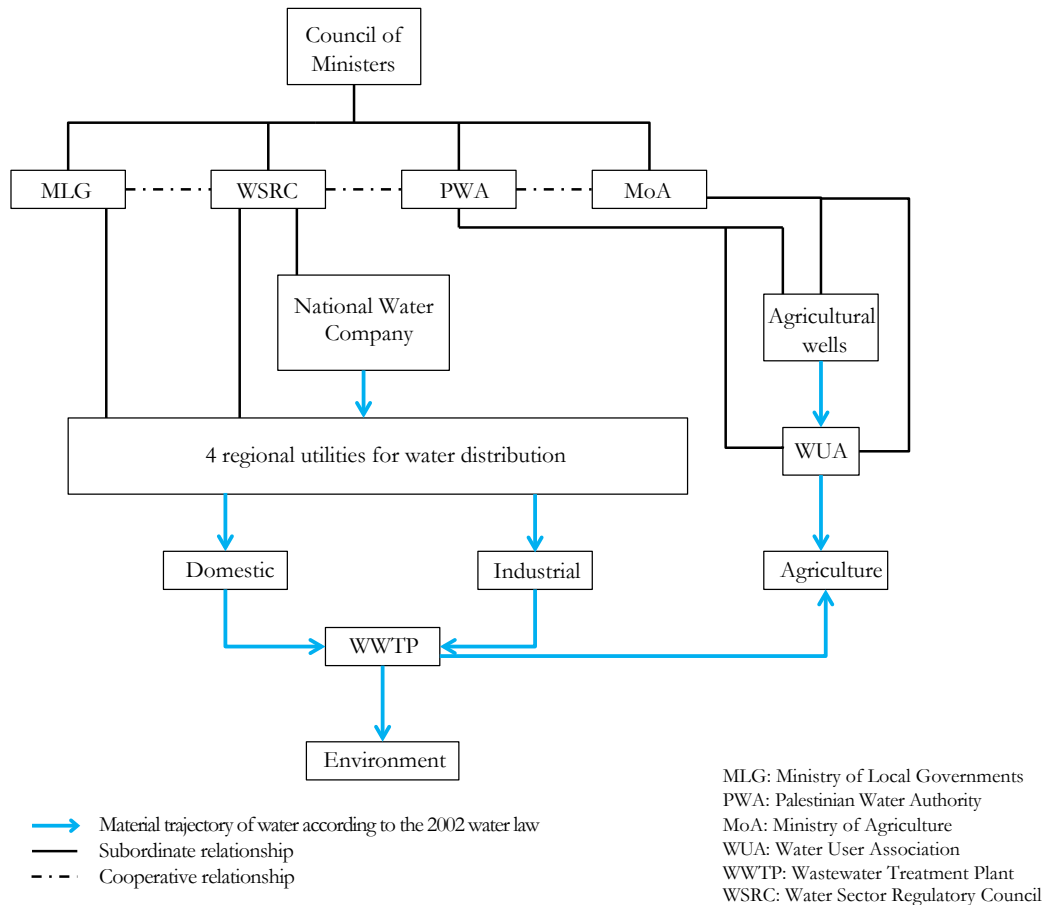 Council of
Ministers
MLG
WSRC
PWA
MoA
National Water
Company
Agricultural
wells
4 regional utilities for water distribution
WUA
Domestic
Industrial
Agriculture
WWTP
Environment
Material trajectory of water according to the 2002 water law
Subordinate relationship
Cooperative relationship
MLG: Ministry of Local Governments
PWA: Palestinian Water Authority
MoA: Ministry of Agriculture
WUA: Water User Association
WWTP: Wastewater Treatment Plant
WSRC: Water Sector Regulatory Council